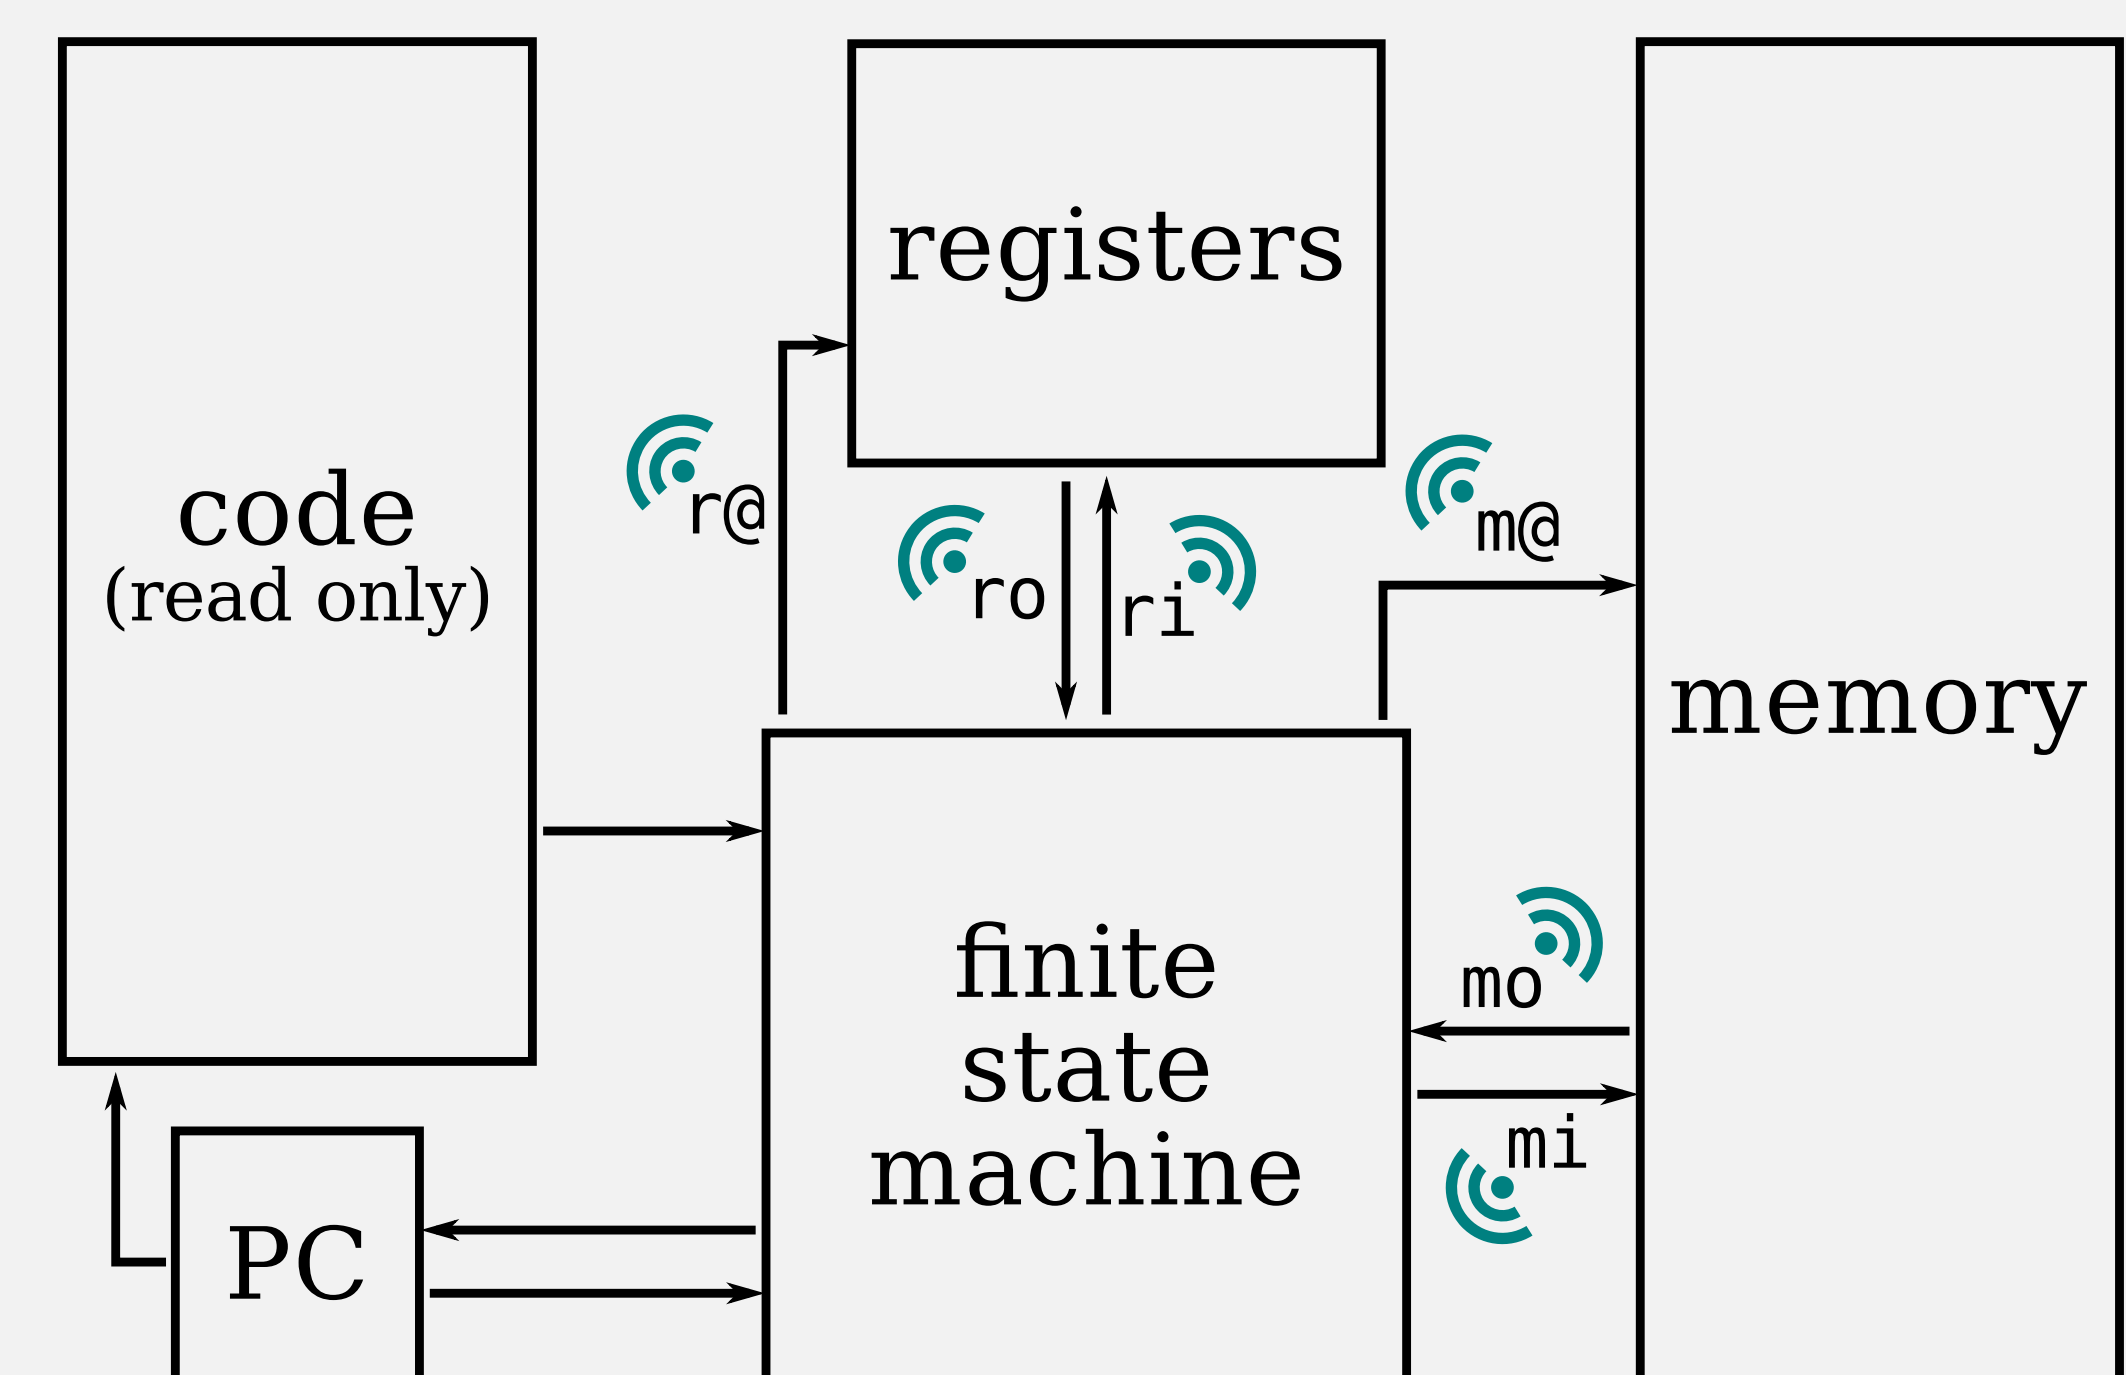 registers
code
(read only)
r@
ro
ri
m@
memory
finite
state
machine
mo
mi
PC